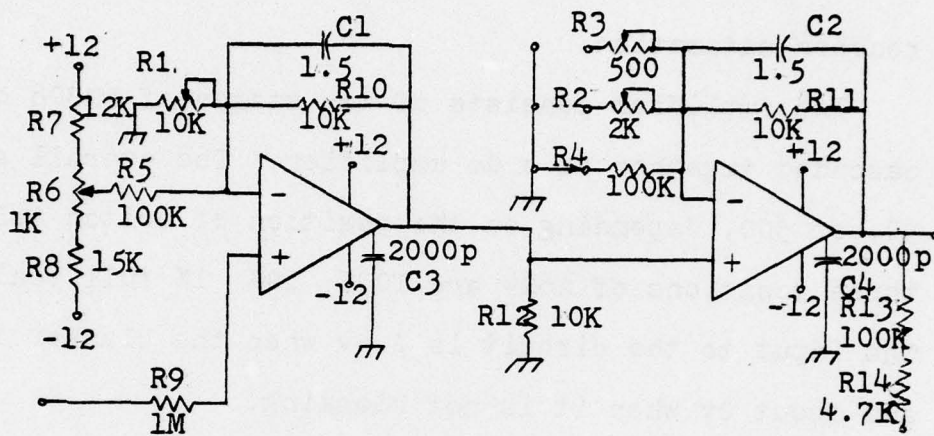 C1
1.5
R1
10K
R10
10K
+12
12K
R7
R6
1K
R8
15K
-12
R5
100K
+12
-
+
-12
2000p
C3
R9
1M
R3
500
R2
2K
R4
100K
C2
1.5
R11
10K
+12
-
+
-12
2000p
C4
R12
10K
R13
100K
R14
4.7K